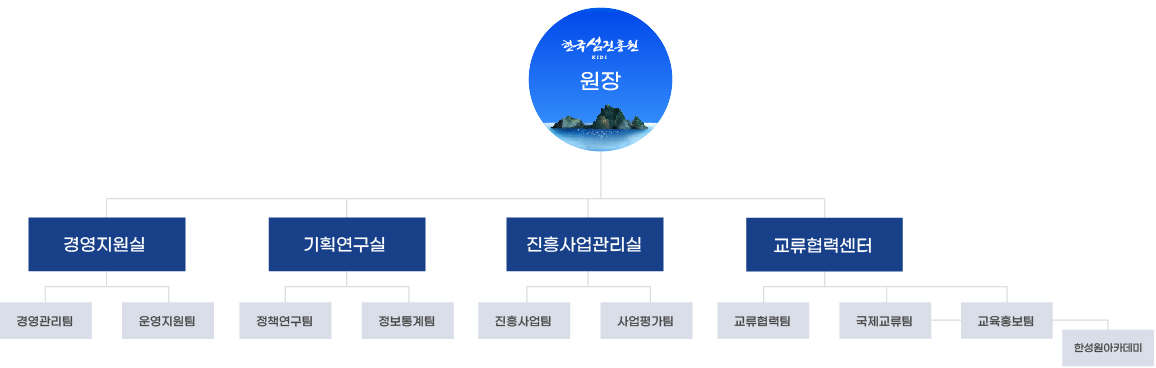 한국섬진흥원
KIDI
원장
경영지원실
기획연구실
진흥사업관리실
교류협력센터
경영관리팀
운영지원팀
정책연구팀
정보통계팀
진흥사업팀
사업평가팀
교류협력팀
국제교류팀
교육홍보팀
한성원아카데미